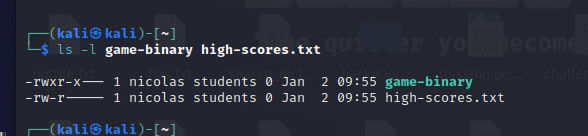 ┌──(kali㉿kali)-[~]
└─$ ls -l game-binary high-scores.txt
-rwxr-x--- 1 nicolas students 0 Jan  2 09:55 game-binary
-rw-r----- 1 nicolas students 0 Jan  2 09:55 high-scores.txt
┌──(kali㉿kali)-[~]